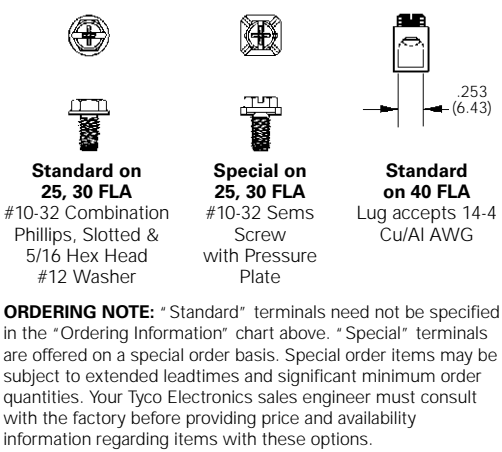 .253
(6.43)
Standard on
25, 30 FLA
#10-32 Combination
Phillips, Slotted &
5/16 Hex Head
#12 Washer
Special on
25, 30 FLA
#10-32 Sems
Screw
with Pressure
Plate
Standard
on 40 FLA
Lug accepts 14-4
Cu/Al AWG
ORDERING NOTE: "Standard" terminals need not be specified
in the "Ordering Information" chart above. "Special" terminals
are offered on a special order basis. Special order items may be
subject to extended leadtimes and significant minimum order
quantities. Your Tyco Electronics sales engineer must consult
with the factory before providing price and availability
information regarding items with these options.